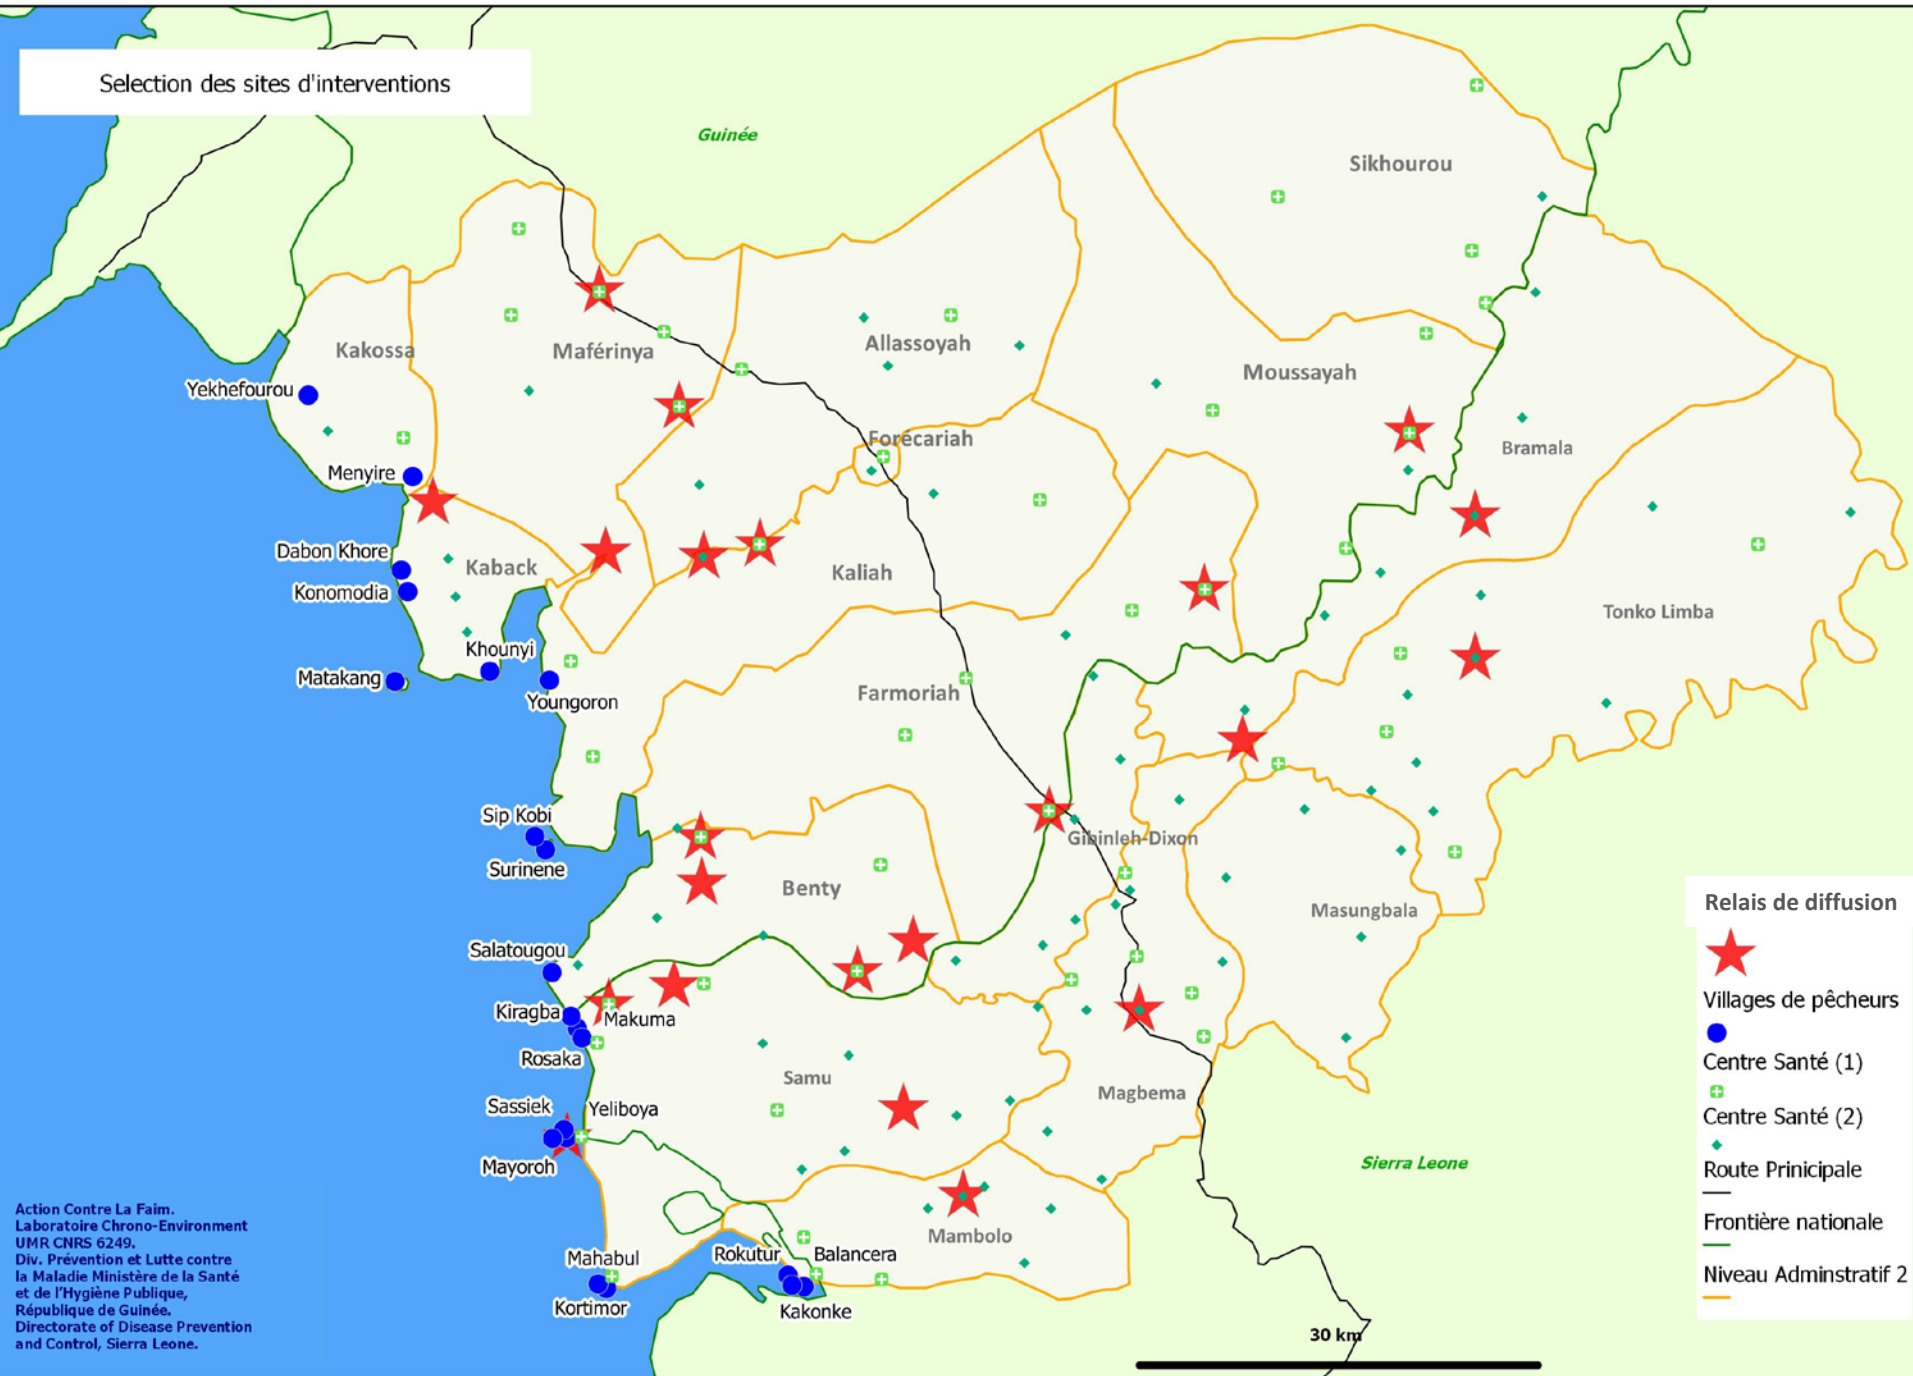 Selection des sites d'interventions
Guinée
Sikhourou
Kakossa
Maférinya
Allassoyah
Moussayah
Yekhefourou
Forécariah
Bramala
Menyire
Dabon Khore
Kaback
Kaliah
Konomodia
Tonko Limba
Khounyi
Matakang
Youngoron
Farmoriah
Sip Kobi
Gibinleh-Dixon
Surinene
Benty
Masungbala
Salatougou
Kiragba
Makuma
Rosaka
Samu
Magbema
Sassiek
Yeliboya
Mayoroh
Sierra Leone
Mambolo
Mahabul
Rokutur
Balancera
Kortimor
Kakonke
30 km
Relais de diffusion
Villages de pêcheurs
Centre Santé (1)
Centre Santé (2)
Route Prinicipale
Frontière nationale
Niveau Adminstratif 2
Action Contre La Faim.
Laboratoire Chrono-Environment
UMR CNRS 6249.
Div. Prévention et Lutte contre
la Maladie Ministère de la Santé
et de l'Hygiène Publique,
République de Guinée.
Directorate of Disease Prevention
and Control, Sierra Leone.